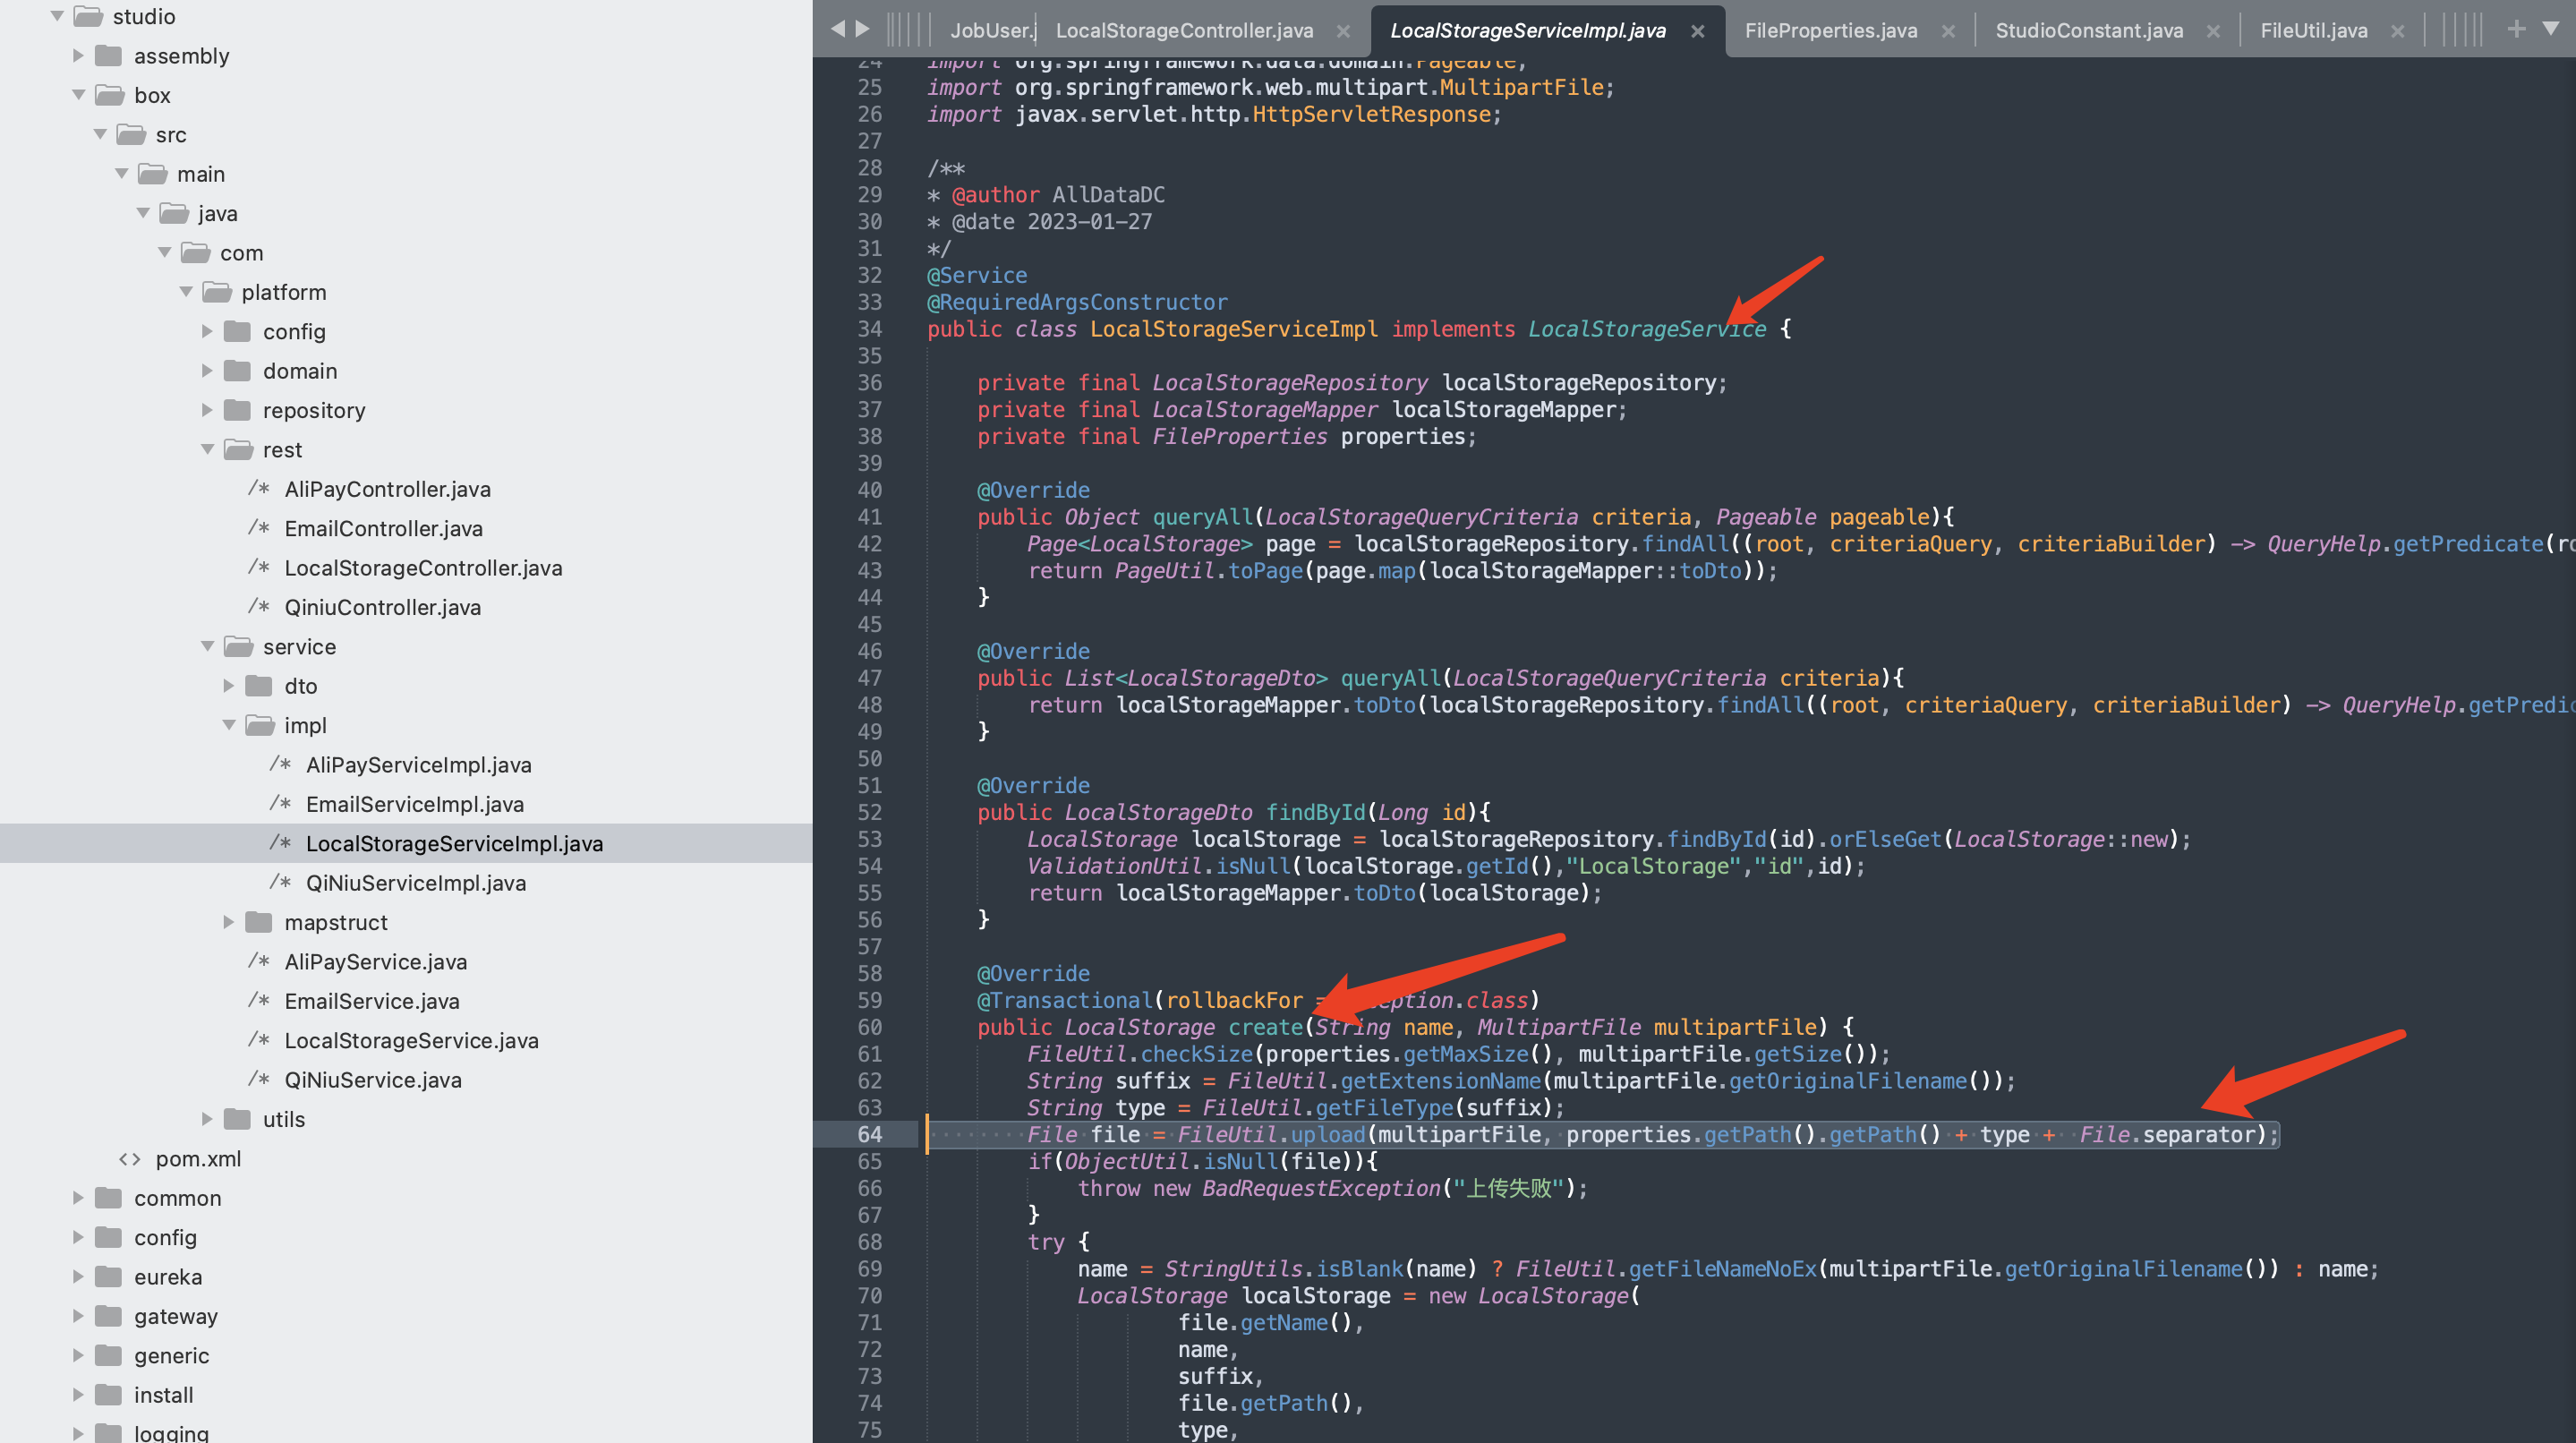 studio
assembly
box
src
main
java
com
platform
config
domain
repository
rest
/* AliPayController.java
/* EmailController.java
/* LocalStorageController.java
/* QiniuController.java
service
dto
impl
/* AliPayServiceImpl.java
/* EmailServiceImpl.java
/* LocalStorageServiceImpl.java
/* QiNiuServiceImpl.java
mapstruct
/* AliPayService.java
/* EmailService.java
/* LocalStorageService.java
/* QiNiuService.java
utils
<> pom.xml
common
config
eureka
gateway
generic
install
logging
JobUser.j LocalStorageController.java × LocalStorageServiceImpl.java × FileProperties.java × StudioConstant.java × FileUtil.java × +
24 import org.springframework.data.domain.Pageable;
25 import org.springframework.web.multipart.MultipartFile;
26 import javax.servlet.http.HttpServletResponse;
27
28 /**
29 * @author AllDataDC
30 * @date 2023-01-27
31 */
32 @Service
33 @RequiredArgsConstructor
34 public class LocalStorageServiceImpl implements LocalStorageService {
35
36 private final LocalStorageRepository localStorageRepository;
37 private final LocalStorageMapper localStorageMapper;
38 private final FileProperties properties;
39
40 @Override
41 public Object queryAll(LocalStorageQueryCriteria criteria, Pageable pageable){
42 Page<LocalStorage> page = localStorageRepository.findAll((root, criteriaQuery, criteriaBuilder) -> QueryHelp.getPredicate(ro
43 return PageUtil.toPage(page.map(localStorageMapper::toDto));
44 }
45
46 @Override
47 public List<LocalStorageDto> queryAll(LocalStorageQueryCriteria criteria){
48 return localStorageMapper.toDto(localStorageRepository.findAll((root, criteriaQuery, criteriaBuilder) -> QueryHelp.getPredic
49 }
50
51 @Override
52 public LocalStorageDto findById(Long id){
53 LocalStorage localStorage = localStorageRepository.findById(id).orElseGet(LocalStorage::new);
54 ValidationUtil.isNull(localStorage.getId(),"LocalStorage","id",id);
55 return localStorageMapper.toDto(localStorage);
56 }
57
58 @Override
59 @Transactional(rollbackFor = ception.class)
60 public LocalStorage create(String name, MultipartFile multipartFile) {
61 FileUtil.checkSize(properties.getMaxSize(), multipartFile.getSize());
62 String suffix = FileUtil.getExtensionName(multipartFile.getOriginalFilename());
63 String type = FileUtil.getFileType(suffix);
64 File file = FileUtil.upload(multipartFile, properties.getPath().getPath() + type + File.separator);
65 if(ObjectUtil.isNull(file)){
66 throw new BadRequestException("上传失败");
67 }
68 try {
69 name = StringUtils.isBlank(name) ? FileUtil.getFileNameNoEx(multipartFile.getOriginalFilename()) : name;
70 LocalStorage localStorage = new LocalStorage(
71 file.getName(),
72 name,
73 suffix,
74 file.getPath(),
75 type,